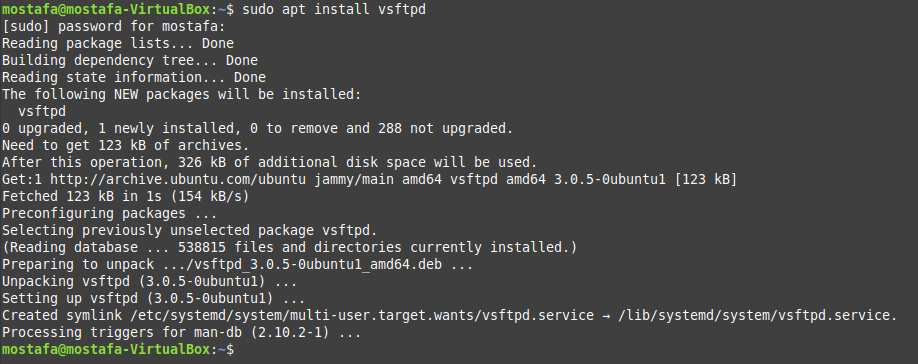 mostafa@mostafa-VirtualBox:~$ sudo apt install vsftpd
[sudo] password for mostafa:
Reading package lists... Done
Building dependency tree... Done
Reading state information... Done
The following NEW packages will be installed:
  vsftpd
0 upgraded, 1 newly installed, 0 to remove and 288 not upgraded.
Need to get 123 kB of archives.
After this operation, 326 kB of additional disk space will be used.
Get:1 http://archive.ubuntu.com/ubuntu jammy/main amd64 vsftpd amd64 3.0.5-0ubuntu1 [123 kB]
Fetched 123 kB in 1s (154 kB/s)
Preconfiguring packages ...
Selecting previously unselected package vsftpd.
(Reading database ... 538815 files and directories currently installed.)
Preparing to unpack .../vsftpd_3.0.5-0ubuntu1_amd64.deb ...
Unpacking vsftpd (3.0.5-0ubuntu1) ...
Setting up vsftpd (3.0.5-0ubuntu1) ...
Created symlink /etc/systemd/system/multi-user.target.wants/vsftpd.service → /lib/systemd/system/vsftpd.service.
Processing triggers for man-db (2.10.2-1) ...
mostafa@mostafa-VirtualBox:~$